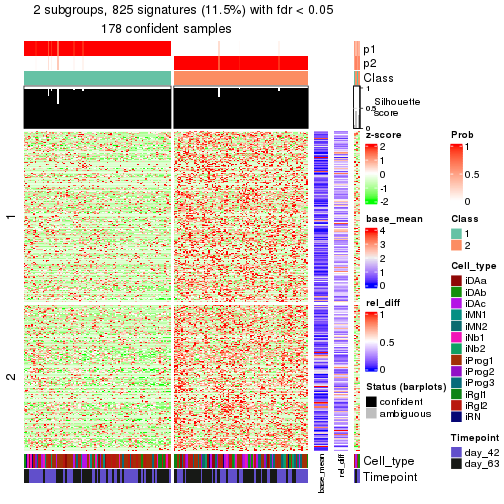 2 subgroups, 825 signatures (11.5%) with fdr < 0.05
178 confident samples
p1
p2
Class
1
0.5
0
Silhouette
score
1
2
z-score
2
1
0
-1
-2
base_mean
4
3
2
1
0
rel_diff
1
0.5
0
Status (barplots)
confident
ambiguous
Prob
1
0.5
0
Class
1
2
Cell_type
iDAa
iDAb
iDAc
iMN1
iMN2
iNb1
iNb2
iProg1
iProg2
iProg3
iRgl1
iRgl2
iRN
Timepoint
day_42
day_63
Cell_type
Timepoint
base_mean
rel_diff